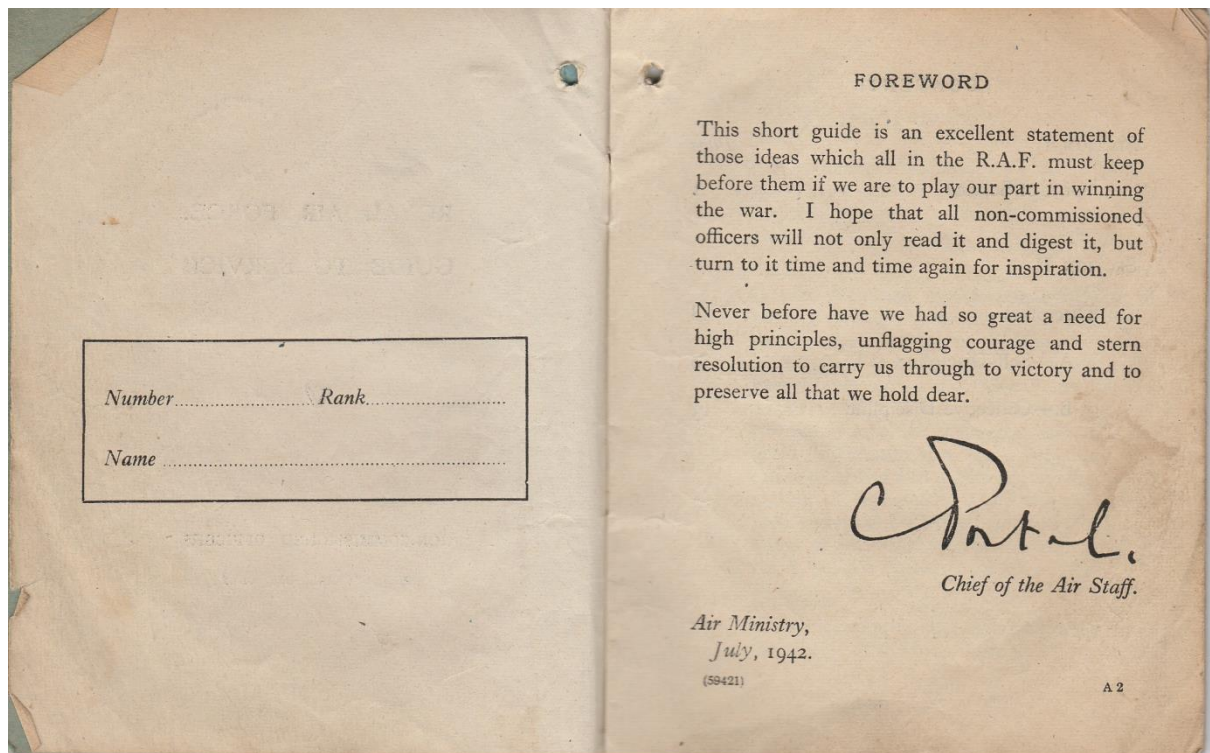 Number.......................... Rank..........................
Name ................................................................
FOREWORD
This short guide is an excellent statement of
those ideas which all in the R.A.F. must keep
before them if we are to play our part in winning
the war. I hope that all non-commissioned
officers will not only read it and digest it, but
turn to it time and time again for inspiration.
Never before have we had so great a need for
high principles, unflagging courage and stern
resolution to carry us through to victory and to
preserve all that we hold dear.
C Portal.
Chief of the Air Staff.
Air Ministry,
July, 1942.
(59421)
A 2